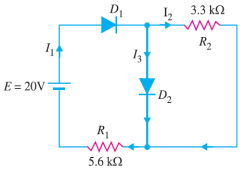 D₁
I₂
3.3 kΩ
I₁
I₃
R₂
E = 20V
D₂
R₁
5.6 kΩ